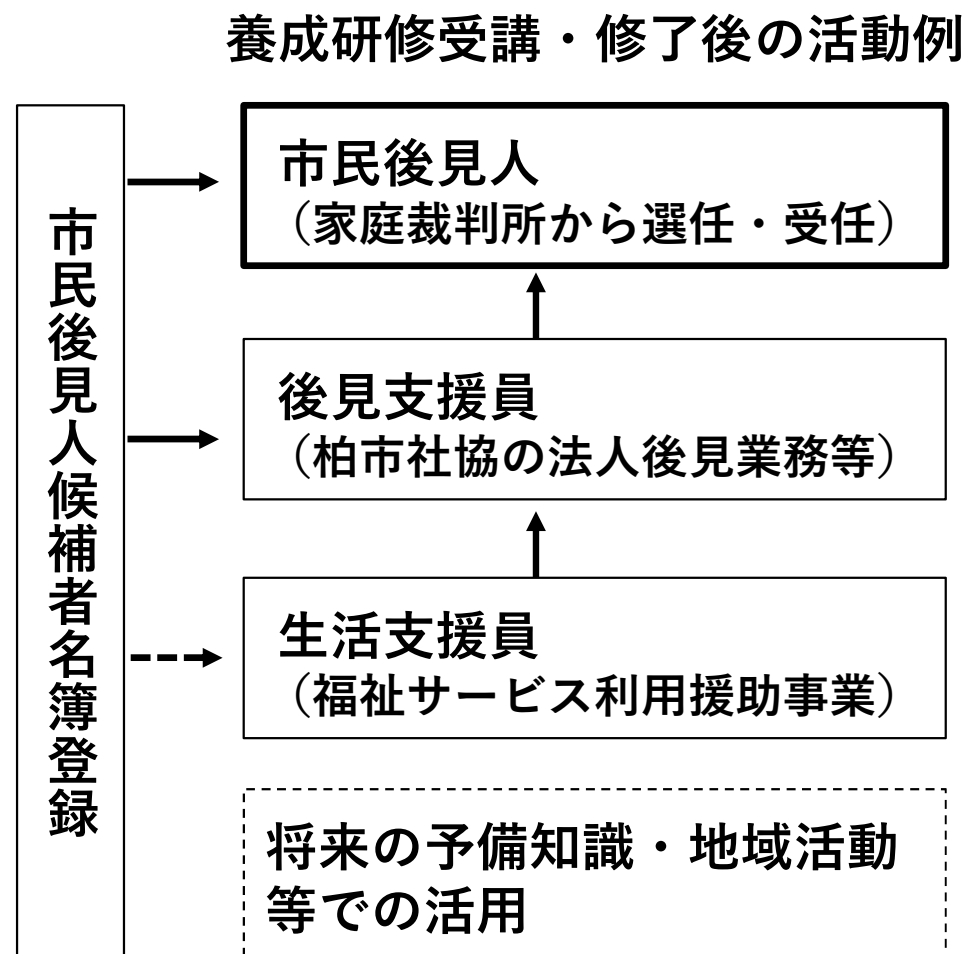 養成研修受講・修了後の活動例
市民後見人候補者名簿登録
市民後見人
（家庭裁判所から選任・受任）
後見支援員
（柏市社協の法人後見業務等）
生活支援員
（福祉サービス利用援助事業）
将来の予備知識・地域活動
等での活用